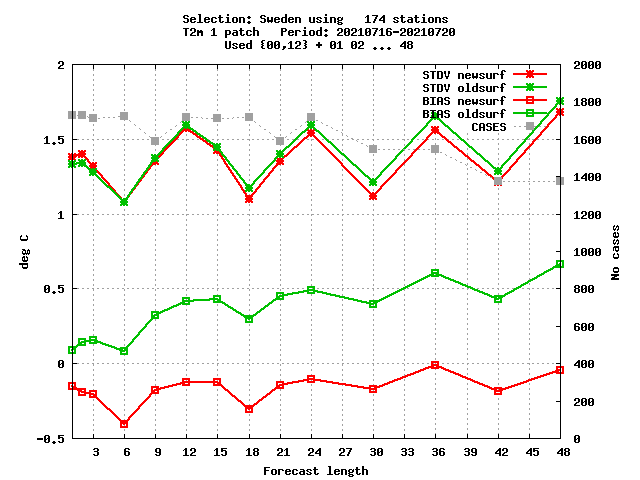 Selection: Sweden using   174 stations
T2m 1 patch   Period: 20210716-20210720
Used {00,12} + 01 02 ... 48
STDV newsurf
STDV oldsurf
BIAS newsurf
BIAS oldsurf
CASES
deg C
2
1.5
1
0.5
0
-0.5
No cases
2000
1800
1600
1400
1200
1000
800
600
400
200
0
3 6 9 12 15 18 21 24 27 30 33 36 39 42 45 48
Forecast length